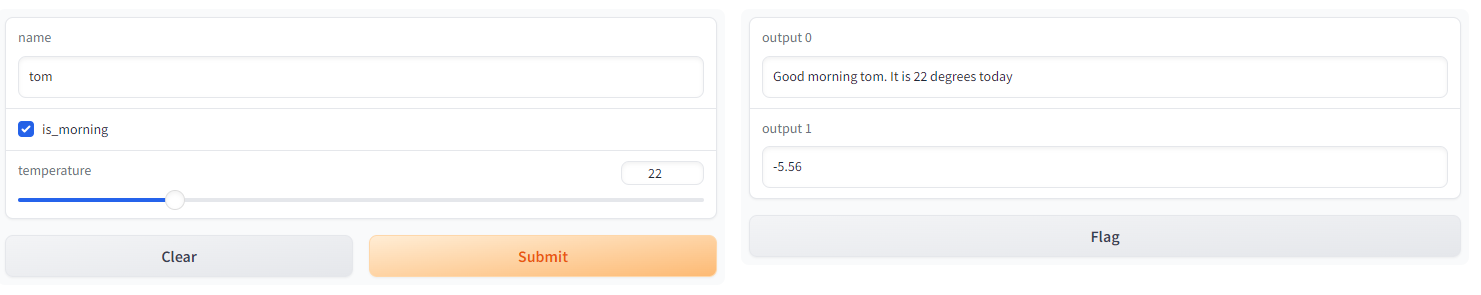 name
tom
is_morning
temperature
22
Clear
Submit
output 0
Good morning tom. It is 22 degrees today
output 1
-5.56
Flag